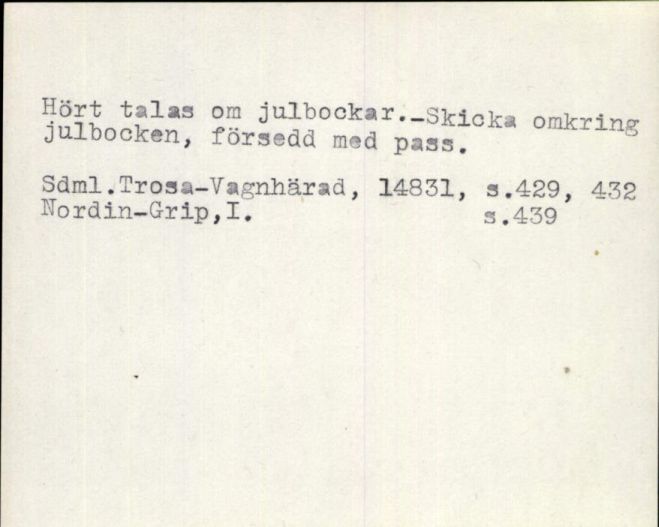 Hört talas om julbockar.-Skicka omkring
julbocken, försedd med pass.
Sdml.Trosa-Vagnhärad, 14831, s.429, 432
Nordin-Grip,I. s.439